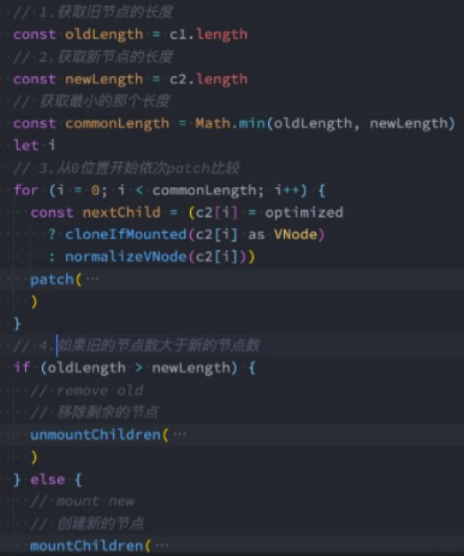 // 1.获取旧节点的长度
const oldLength = c1.length
// 2.获取新节点的长度
const newLength = c2.length
// 获取最小的那个长度
const commonLength = Math.min(oldLength, newLength)
let i
// 3.从0位置开始依次patch比较
for (i = 0; i < commonLength; i++) {
const nextChild = (c2[i] = optimized
? cloneIfMounted(c2[i] as VNode)
: normalizeVNode(c2[i]))
patch( ⋯
)
}
// 4.如果旧的节点数大于新的节点数
if (oldLength > newLength) {
// remove old
// 移除剩余的节点
unmountChildren( ⋯
)
} else {
// mount new
// 创建新的节点
mountChildren( ⋯